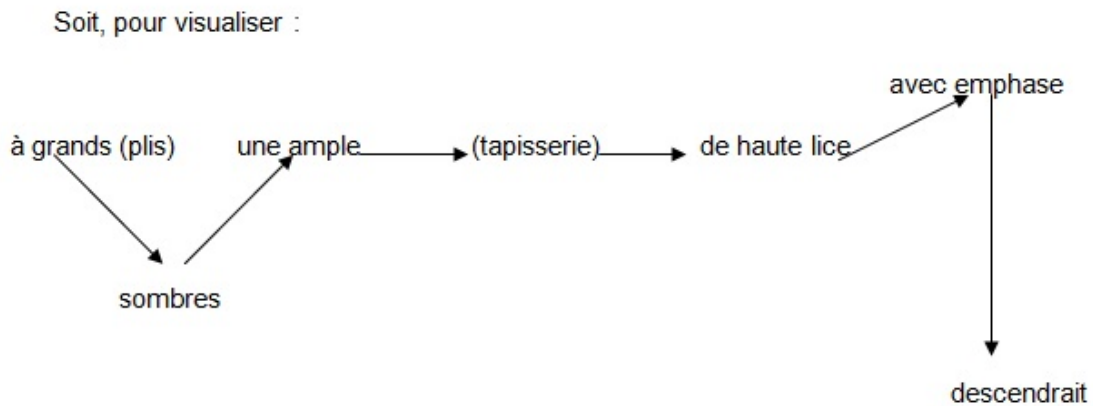 Soit, pour visualiser :
avec emphase
à grands (plis) une ample (tapisserie) de haute lice
sombres
descendrait